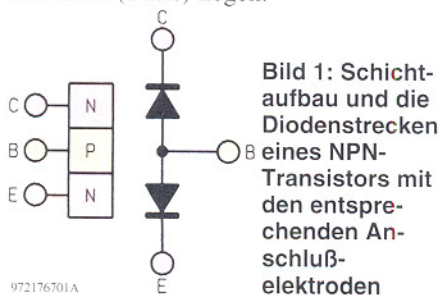 C
Bild 1: Schicht-
aufbau und die
Diodenstrecken
eines NPN-
Transistors mit
den entspre-
chenden An-
schluß-
elektroden
C N
B P
E N
B
E
972176701A